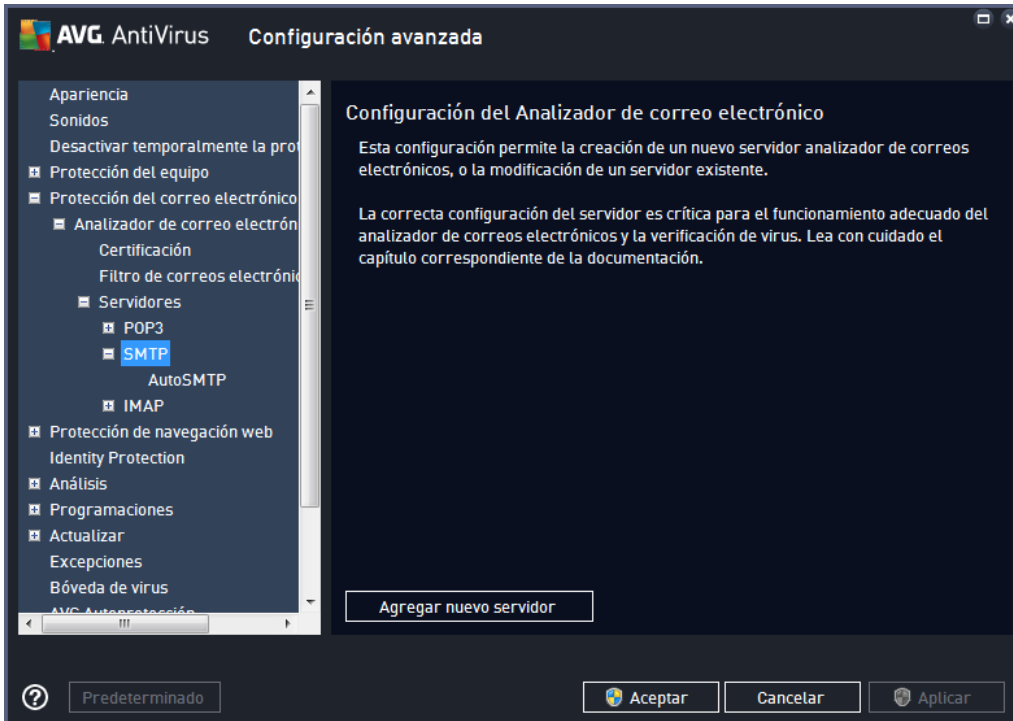 AVG. AntiVirus Configuración avanzada
Apariencia
Sonidos
Desactivar temporalmente la prot
Protección del equipo
Protección del correo electrónico
Analizador de correo electrón
Certificación
Filtro de correos electrónic
Servidores
POP3
SMTP
AutoSMTP
IMAP
Protección de navegación web
Identity Protection
Análisis
Programaciones
Actualizar
Excepciones
Bóveda de virus
AVG Autoprotección
Configuración del Analizador de correo electrónico
Esta configuración permite la creación de un nuevo servidor analizador de correos
electrónicos, o la modificación de un servidor existente.
La correcta configuración del servidor es crítica para el funcionamiento adecuado del
analizador de correos electrónicos y la verificación de virus. Lea con cuidado el
capítulo correspondiente de la documentación.
Agregar nuevo servidor
? Predeterminado Aceptar Cancelar Aplicar